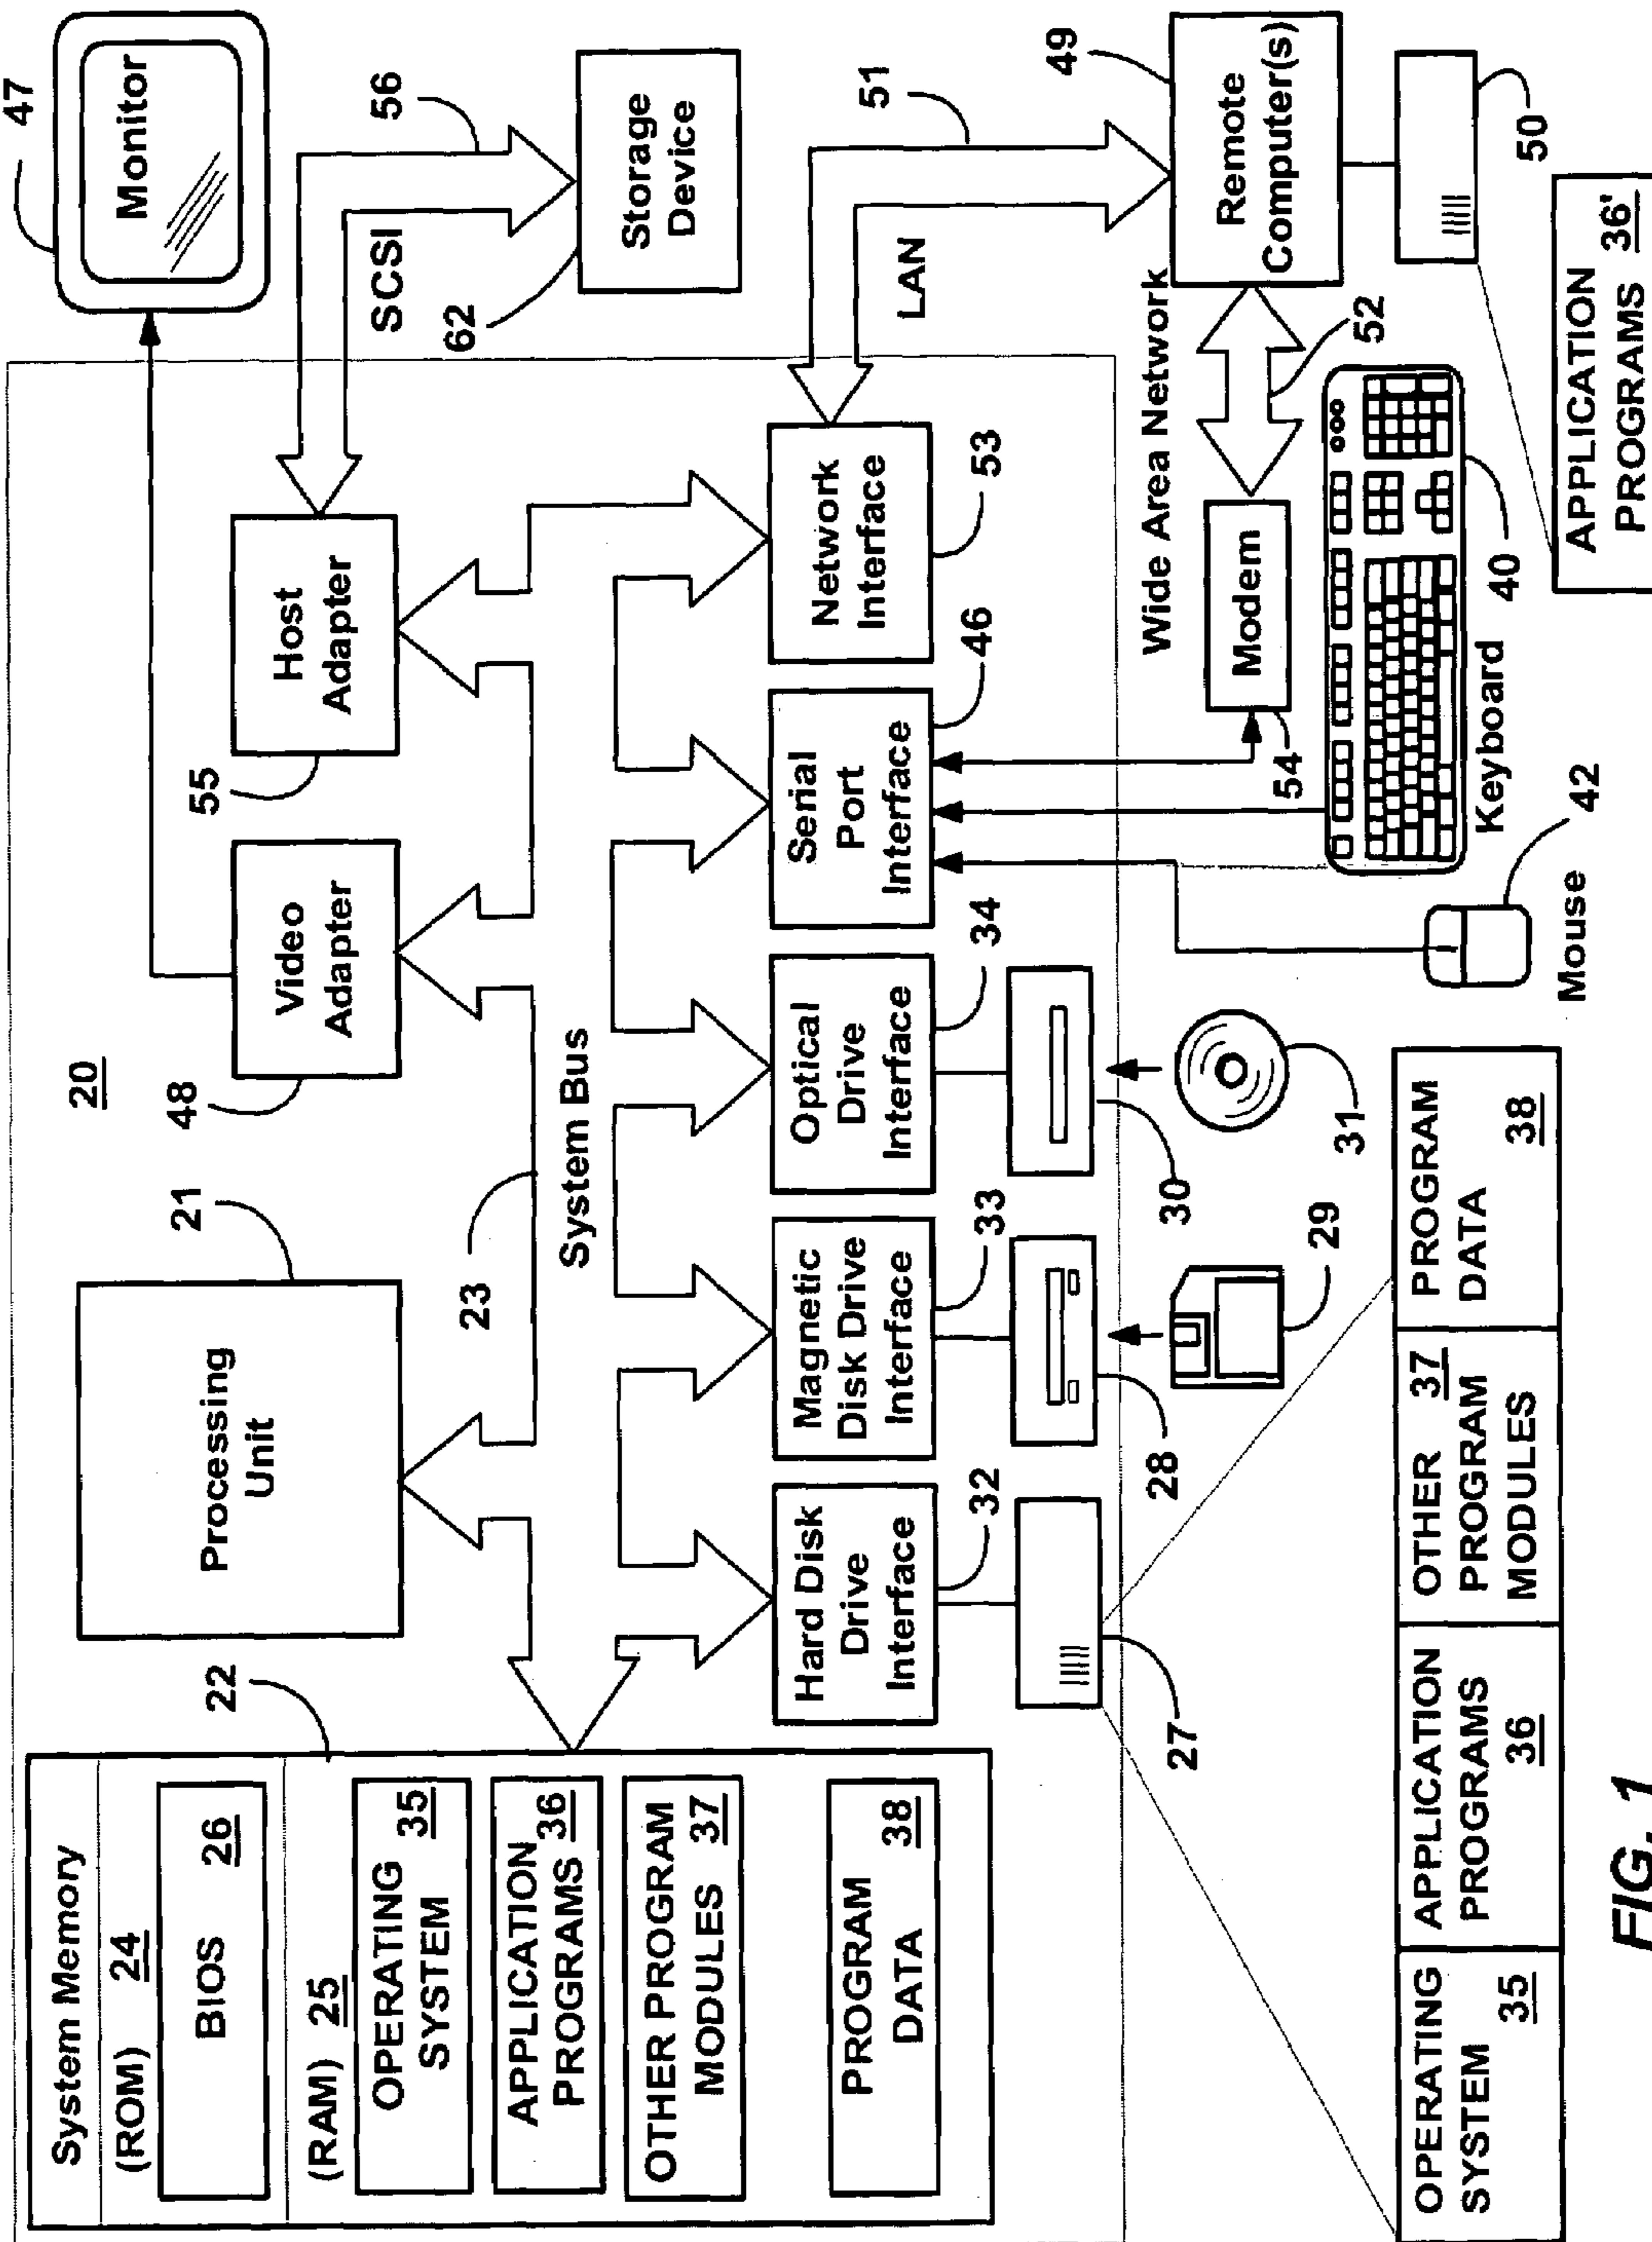 System Memory
(ROM) 24
BIOS 26
(RAM) 25
OPERATING 35
SYSTEM
APPLICATION
PROGRAMS 36
OTHER PROGRAM
MODULES 37
PROGRAM 38
DATA
22
Processing
Unit
21
20
48
Video
Adapter
55
Host
Adapter
47
Monitor
56
SCSI
62
Storage
Device
23
System Bus
Hard Disk
Drive
Interface
32
Magnetic
Disk Drive
Interface
33
Optical
Drive
Interface
34
Serial
Port
Interface
46
Network
Interface
53
LAN
51
27
28
29
30
31
Wide Area Network
Modem
54
52
49
Remote
Computer(s)
50
40
Keyboard
42
Mouse
OPERATING
SYSTEM
35
APPLICATION
PROGRAMS
36
OTHER 37
PROGRAM
MODULES
PROGRAM
DATA
38
APPLICATION
PROGRAMS 36'
FIG. 1